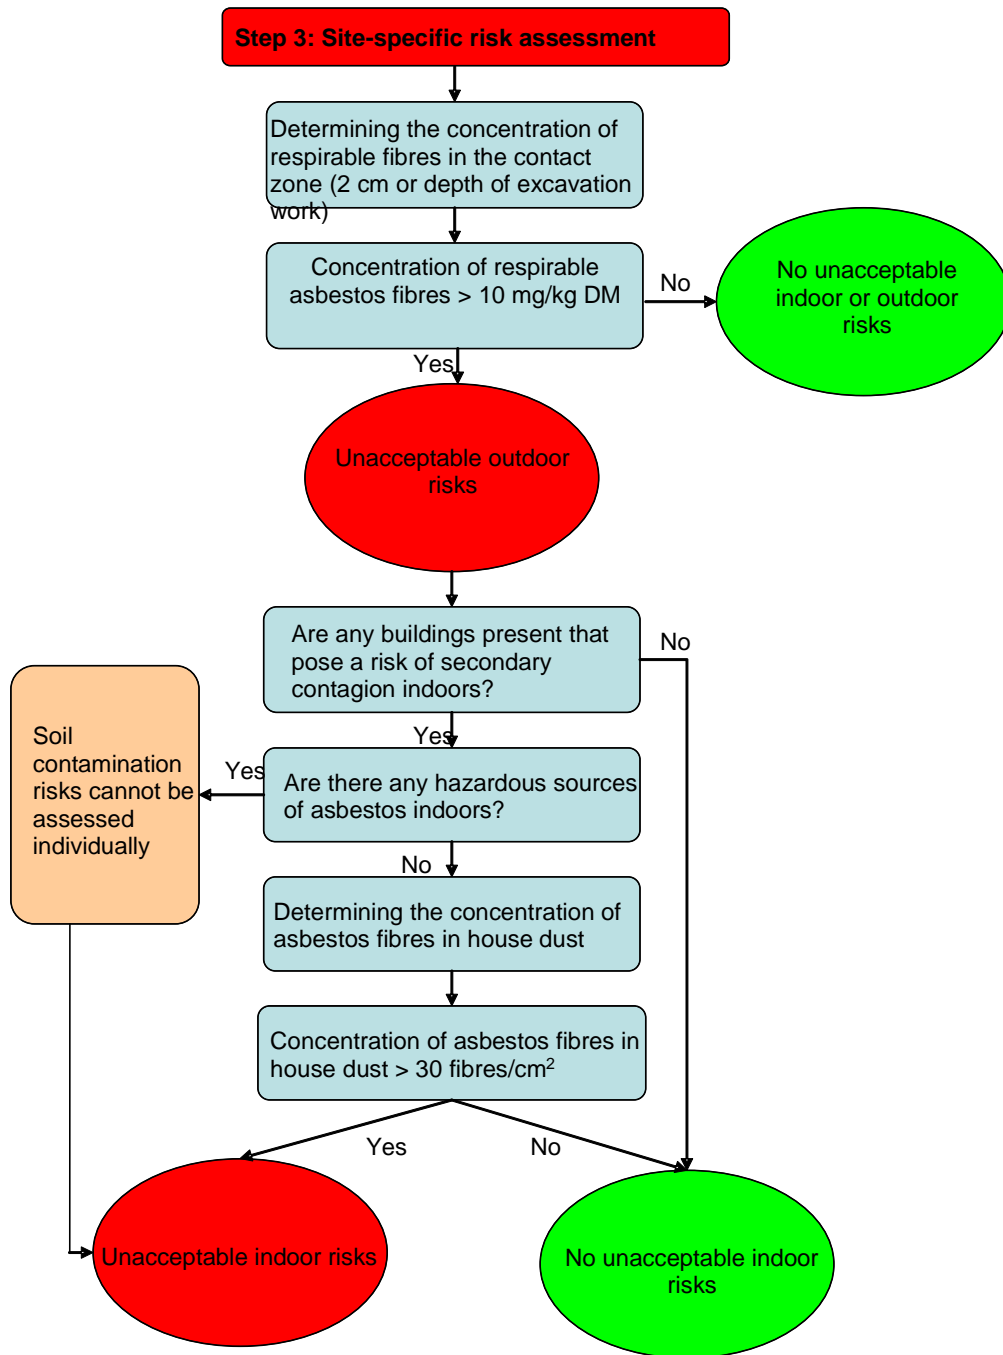 Step 3: Site-specific risk assessment
Determining the concentration of
respirable fibres in the contact
zone (2 cm or depth of excavation
work)
Concentration of respirable
asbestos fibres > 10 mg/kg DM
No
No unacceptable
indoor or outdoor
risks
Yes
Unacceptable outdoor
risks
Are any buildings present that
pose a risk of secondary
contagion indoors?
No
Yes
Are there any hazardous sources
of asbestos indoors?
Yes
Soil
contamination
risks cannot be
assessed
individually
No
Determining the concentration of
asbestos fibres in house dust
Concentration of asbestos fibres in
house dust > 30 fibres/cm²
Yes
No
Unacceptable indoor risks
No unacceptable indoor
risks